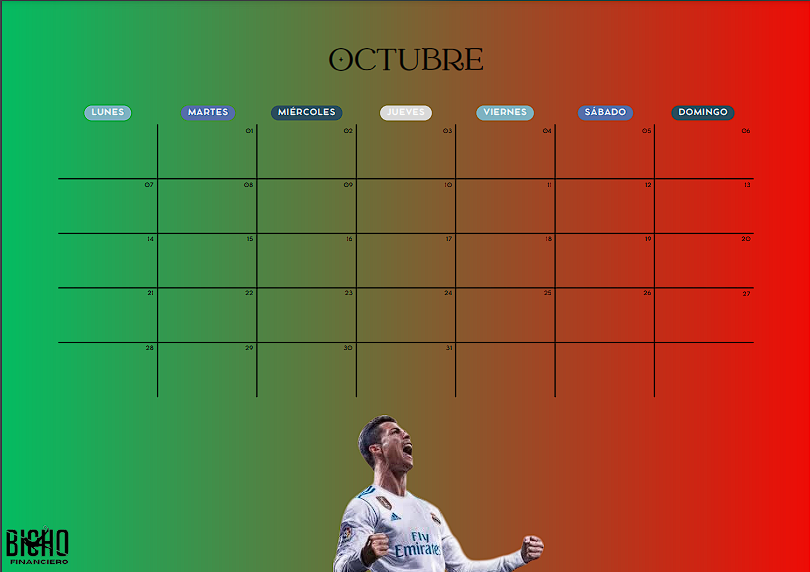 OCTUBRE
LUNES MARTES MIÉRCOLES JUEVES VIERNES SÁBADO DOMINGO
01 02 03 04 05 06
07 08 09 10 11 12 13
14 15 16 17 18 19 20
21 22 23 24 25 26 27
28 29 30 31
Fly
Emirates
BICHO
FINANCIERO